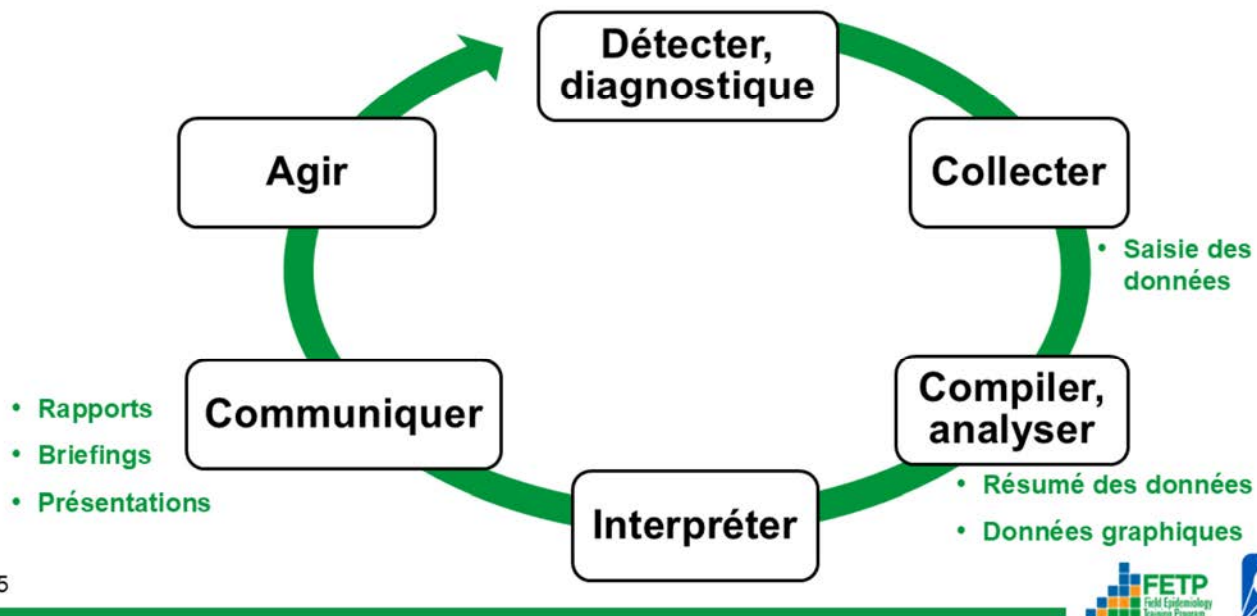 Détecter,
diagnostique
Agir
Collecter
• Saisie des
données
Compiler,
analyser
• Rapports
• Briefings
• Présentations
Communiquer
Interpréter
• Résumé des données
• Données graphiques
5
FETP
Field Epidemiology
Training Program